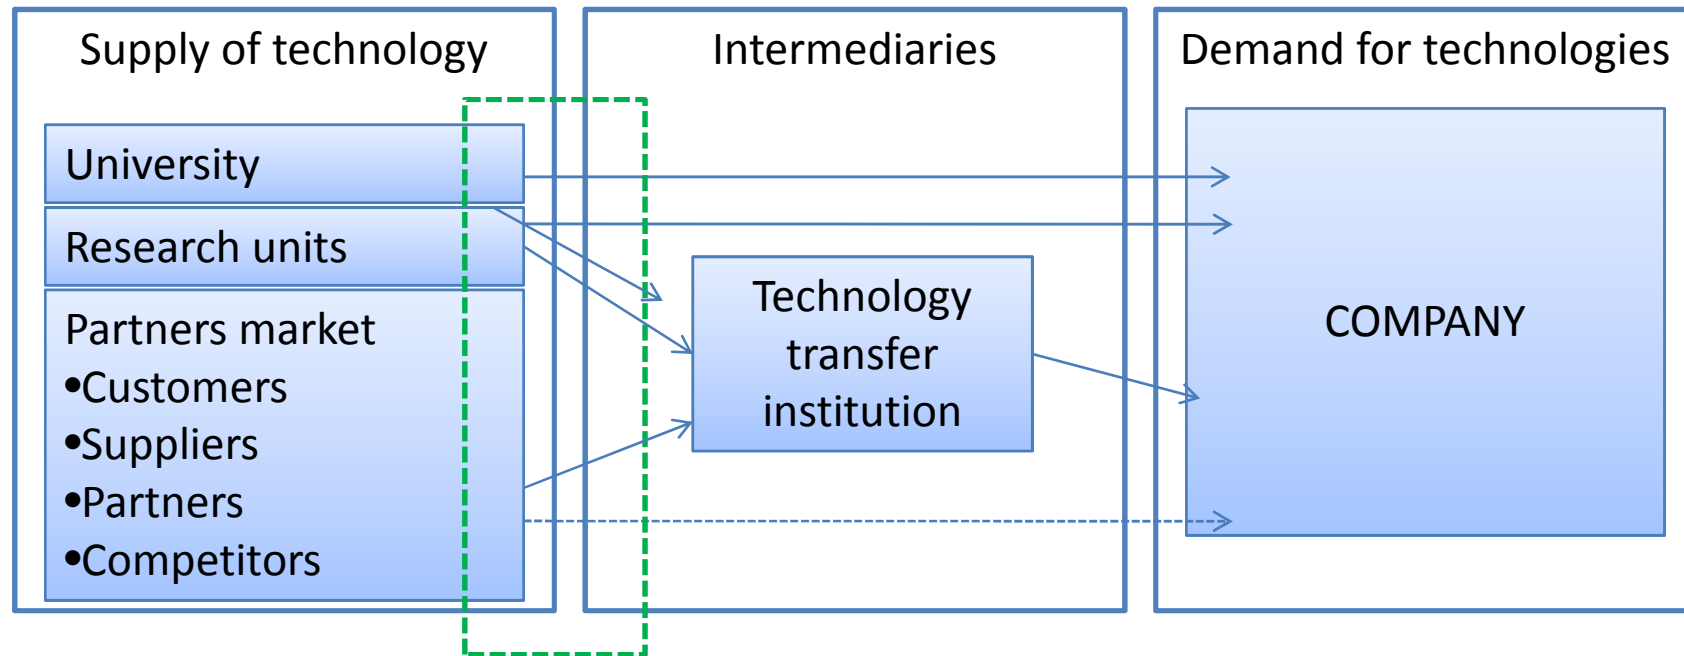 Supply of technology
University
Research units
Partners market
•Customers
•Suppliers
•Partners
•Competitors
Intermediaries
Technology
transfer
institution
Demand for technologies
COMPANY